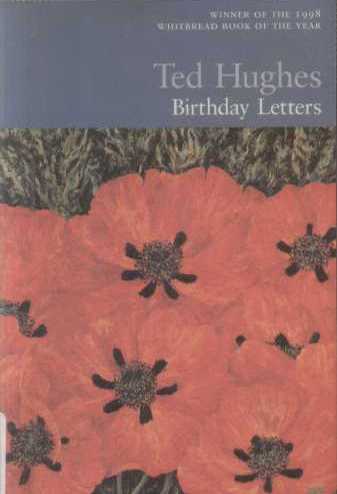 WINNER OF THE 1998
WHITBREAD BOOK OF THE YEAR
Ted Hughes
Birthday Letters